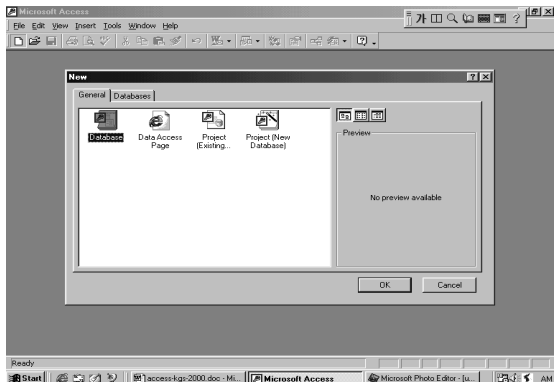 Microsoft Access
File Edit View Insert Tools Window Help
가
?
New
General Databases
Database
Data Access Page
Project (Existing...
Project (New Database)
Preview
No preview available
OK Cancel
Ready
Start access-kgs-2000.doc - Mi... Microsoft Access Microsoft Photo Editor - [u... AM